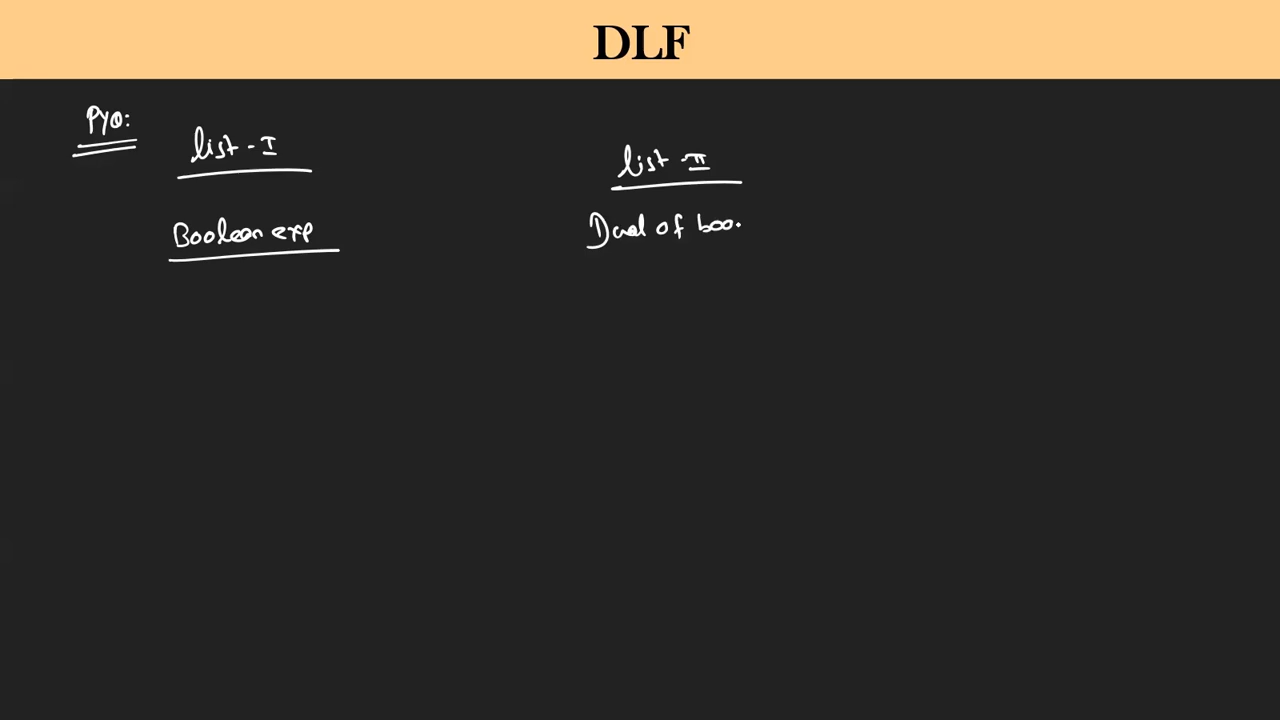 DLF
PYQ:
list - I
list - II
Boolean exp
Dual of boo.